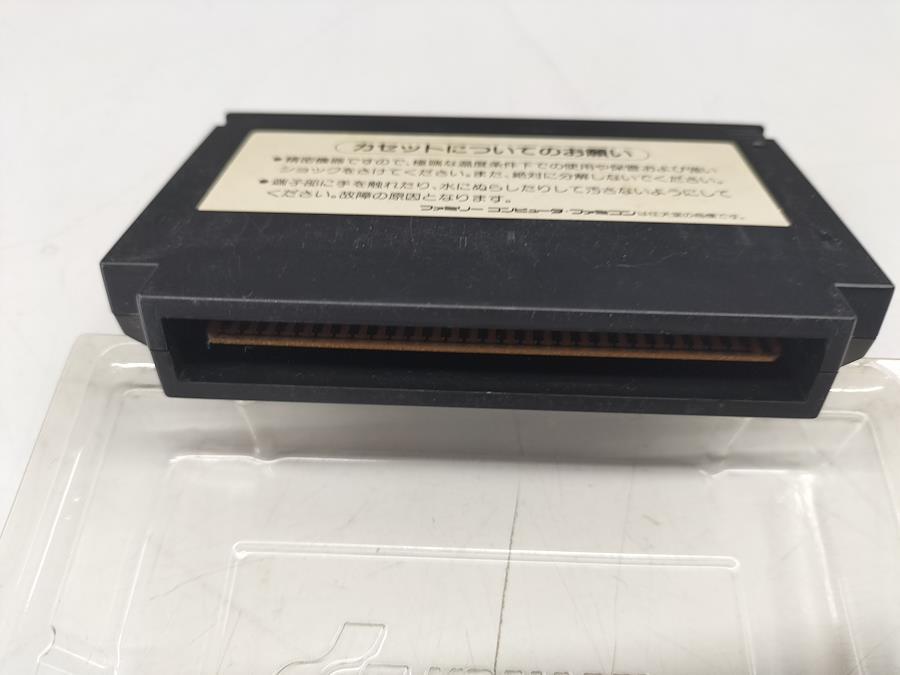 カセットについてのお願い
●精密機器ですので、極端な温度条件下での使用や保管および強い
ショックをさけてください。また、絶対に分解しないでください。
●端子部に手を触れたり、水にぬらしたりして汚さないようにして
ください。故障の原因となります。
ファミリー コンピュータ・ファミコンは任天堂の商標です。